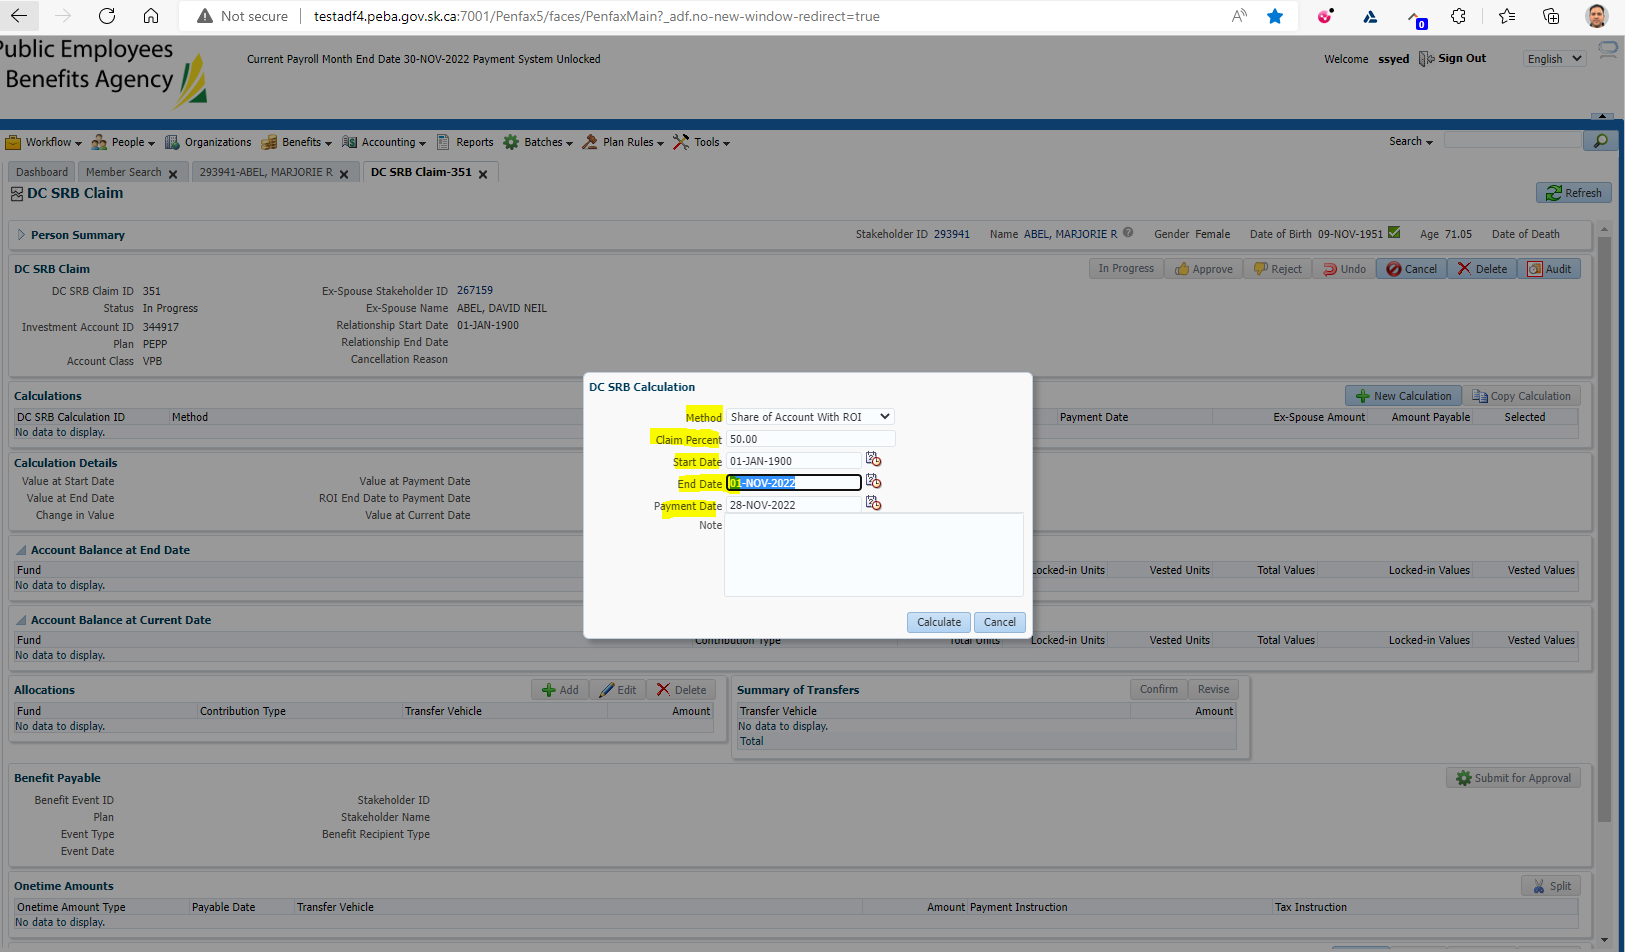 Not secure testadf4.peba.gov.sk.ca:7001/Penfax5/faces/PenfaxMain?_adf.no-new-window-redirect=true
0
Public Employees
Benefits Agency
Current Payroll Month End Date 30-NOV-2022 Payment System Unlocked
Welcome ssyed Sign Out English
Workflow People Organizations Benefits Accounting Reports Batches Plan Rules Tools Search
Dashboard Member Search 293941-ABEL, MARJORIE R DC SRB Claim-351
DC SRB Claim Refresh
Person Summary Stakeholder ID 293941 Name ABEL, MARJORIE R Gender Female Date of Birth 09-NOV-1951 Age 71.05 Date of Death
DC SRB Claim In Progress Approve Reject Undo Cancel Delete Audit
DC SRB Claim ID 351 Ex-Spouse Stakeholder ID 267159
Status In Progress Ex-Spouse Name ABEL, DAVID NEIL
Investment Account ID 344917 Relationship Start Date 01-JAN-1900
Plan PEPP Relationship End Date
Account Class VPB Cancellation Reason
DC SRB Calculation
Method Share of Account With ROI
Claim Percent 50.00
Start Date 01-JAN-1900
End Date 01-NOV-2022
Payment Date 28-NOV-2022
Note
Calculate Cancel
Calculations New Calculation Copy Calculation
DC SRB Calculation ID Method Payment Date Ex-Spouse Amount Amount Payable Selected
No data to display.
Calculation Details
Value at Start Date Value at Payment Date
Value at End Date ROI End Date to Payment Date
Change in Value Value at Current Date
Account Balance at End Date
Fund Locked-in Units Vested Units Total Values Locked-in Values Vested Values
No data to display.
Account Balance at Current Date
Fund Contribution Type Total Units Locked-in Units Vested Units Total Values Locked-in Values Vested Values
No data to display.
Allocations Add Edit Delete
Fund Contribution Type Transfer Vehicle Amount
No data to display.
Summary of Transfers Confirm Revise
Transfer Vehicle Amount
No data to display.
Total
Benefit Payable Submit for Approval
Benefit Event ID Stakeholder ID
Plan Stakeholder Name
Event Type Benefit Recipient Type
Event Date
Onetime Amounts Split
Onetime Amount Type Payable Date Transfer Vehicle Amount Payment Instruction Tax Instruction
No data to display.